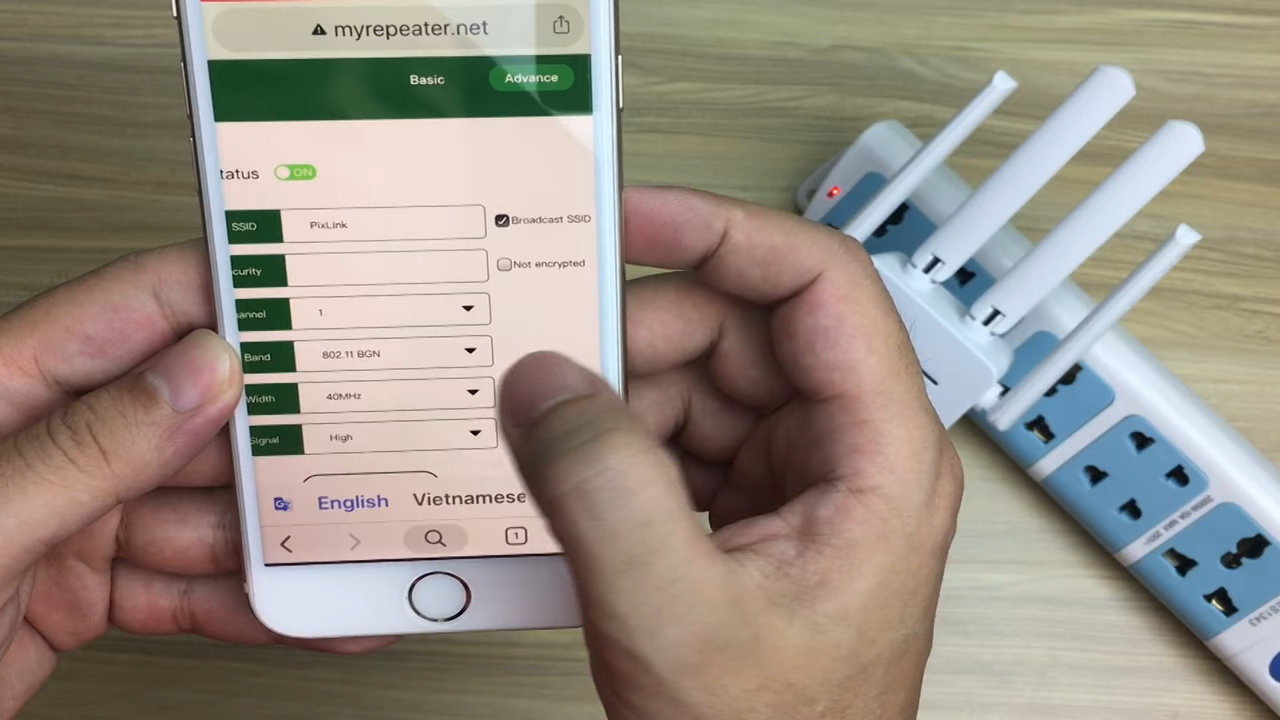 myrepeater.net
Basic
Advance
tatus ON
SSID PixLink Broadcast SSID
curity Not encrypted
annel 1
Band 802.11 BGN
Width 40MHz
Signal High
English Vietnamese
1